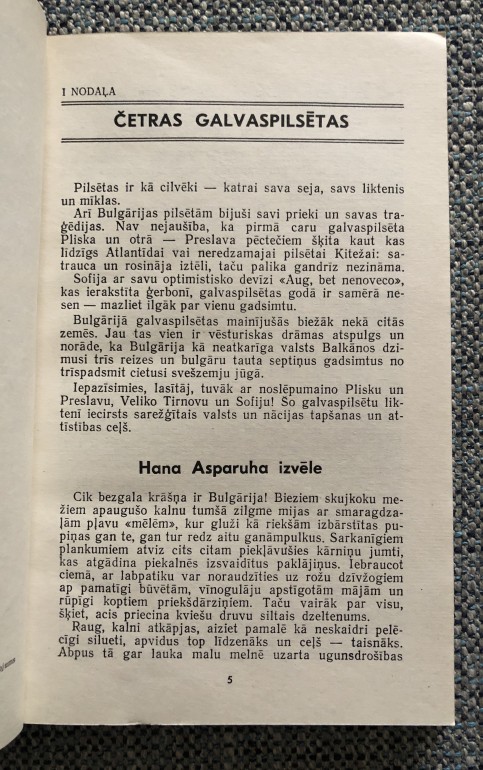 I NODAĻA
ČETRAS GALVASPILSĒTAS
Pilsētas ir kā cilvēki — katrai sava seja, savs liktenis
un mīklas.
Arī Bulgārijas pilsētām bijuši savi prieki un savas tra-
ģēdijas. Nav nejaušība, ka pirmā caru galvaspilsēta
Pliska un otrā — Preslava pēctečiem šķita kaut kas
līdzīgs Atlantīdai vai neredzamajai pilsētai Kitežai: sa-
trauca un rosināja iztēli, taču palika gandrīz nezināma.
Sofija ar savu optimistisko devīzi «Aug, bet nenoveco»,
kas ierakstīta ģerbonī, galvaspilsētas godā ir samērā ne-
sen — mazliet ilgāk par vienu gadsimtu.
Bulgārijā galvaspilsētas mainījušās biežāk nekā citās
zemēs. Jau tas vien ir vēsturiskas drāmas atspulgs un
norāde, ka Bulgārija kā neatkarīga valsts Balkānos dzi-
musi trīs reizes un bulgāru tauta septiņus gadsimtus no
trīspadsmit cietusi svešzemju jūgā.
Iepazīsimies, lasītāj, tuvāk ar noslēpumaino Plisku un
Preslavu, Veliko Tirnovu un Sofiju! Šo galvaspilsētu lik-
tenī iecirsts sarežģītais valsts un nācijas tapšanas un at-
tīstības ceļš.
Hana Asparuha izvēle
Cik bezgala krāšņa ir Bulgārija! Bieziem skujkoku me-
žiem apaugušo kalnu tumšā zilgme mijas ar smaragdza-
ļām pļavu «mēlēm», kur gluži kā riekšām izbārstītas pu-
piņas gan te, gan tur redz aitu ganāmpulkus. Sarkanīgiem
plankumiem atviz cits citam piekļāvušies kārniņu jumti,
kas atgādina piekalnēs izsvaidītus paklājiņus. Iebraucot
ciemā, ar labpatiku var noraudzīties uz rožu dzīvžogiem
ap pamatīgi būvētām, vīnogulāju apstīgotām mājām un
rūpīgi koptiem priekšdārziņiem. Taču vairāk par visu,
šķiet, acis priecina kviešu druvu siltais dzeltenums.
Raug, kalni atkāpjas, aiziet pamalē kā neskaidri pelē-
cīgi silueti, apvidus top līdzenāks un ceļš — taisnāks.
Abpus tā gar lauka malu melnē uzarta ugunsdrošības
5